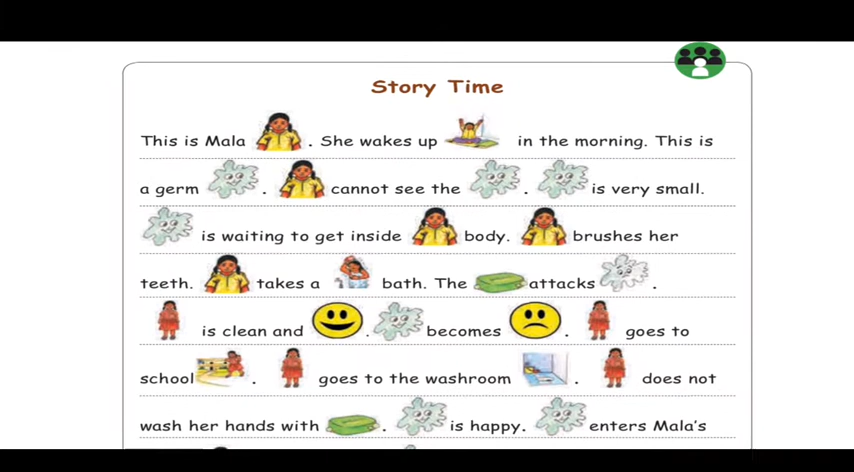 Story Time
This is Mala . She wakes up in the morning. This is
a germ . cannot see the . is very small.
is waiting to get inside body. brushes her
teeth. takes a bath. The attacks .
is clean and . becomes . goes to
school . goes to the washroom . does not
wash her hands with . is happy. enters Mala's